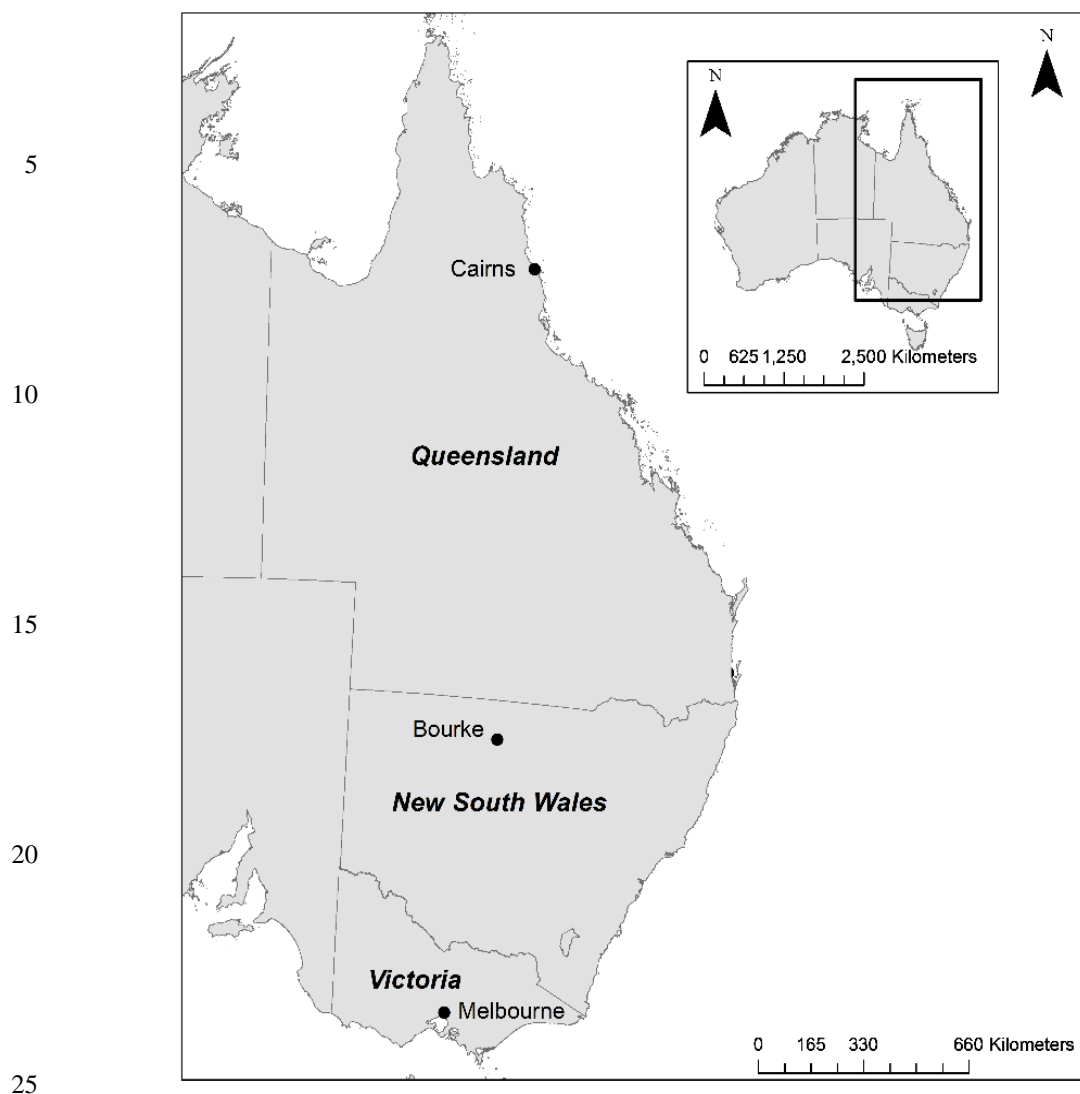 N
N
5
Cairns
0 625 1,250 2,500 Kilometers
10
Queensland
15
Bourke
New South Wales
20
Victoria
Melbourne
0 165 330 660 Kilometers
25